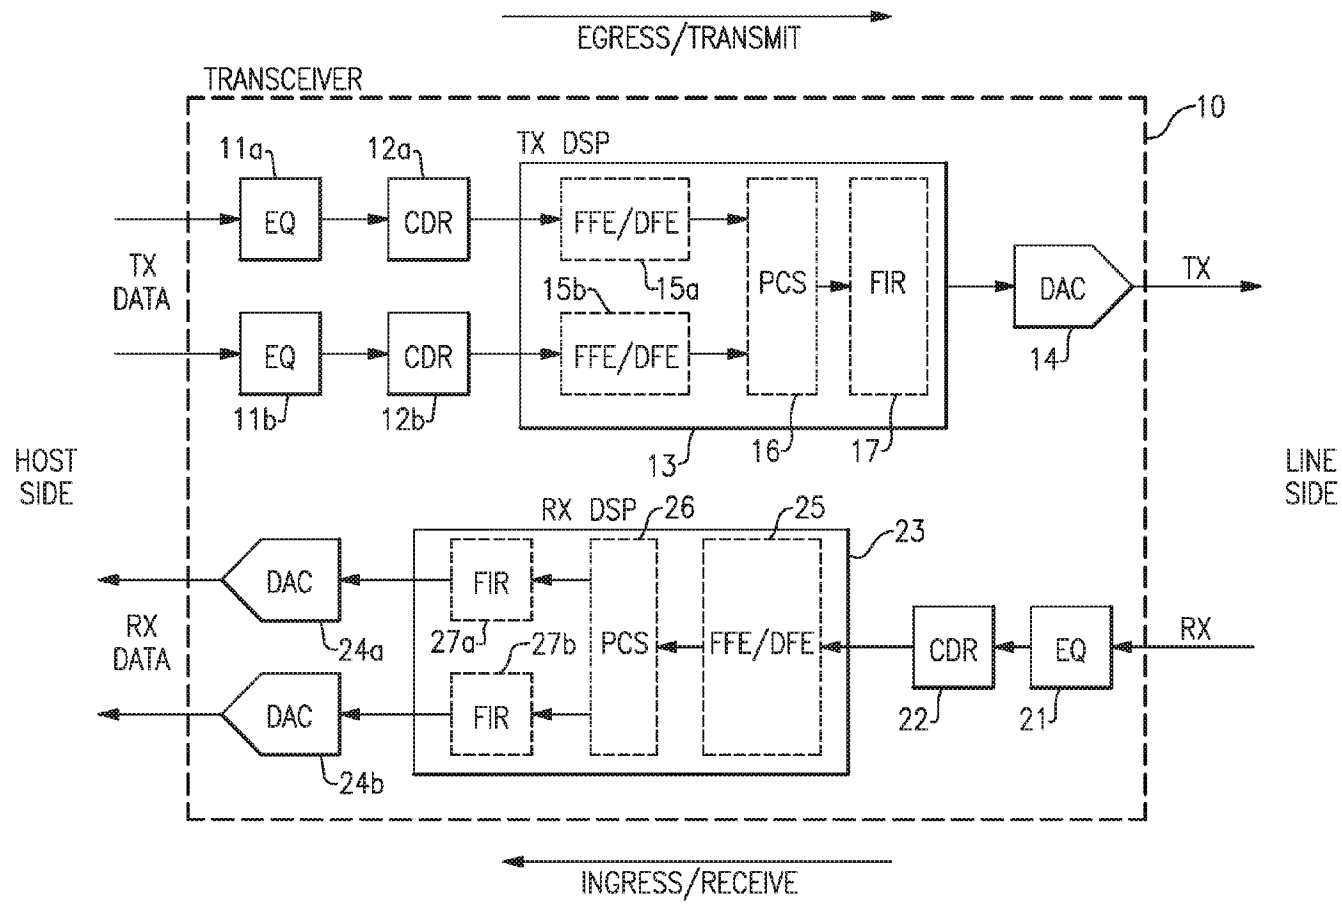 EGRESS/TRANSMIT
TRANSCEIVER
10
11a
12a
TX DSP
EQ
CDR
FFE/DFE
TX
DATA
15a
15b
PCS
FIR
DAC
TX
14
EQ
CDR
FFE/DFE
11b
12b
13
16
17
HOST
SIDE
LINE
SIDE
RX DSP
26
25
23
DAC
FIR
24a
27a
27b
RX
DATA
PCS
FFE/DFE
CDR
EQ
RX
22
21
DAC
FIR
24b
INGRESS/RECEIVE